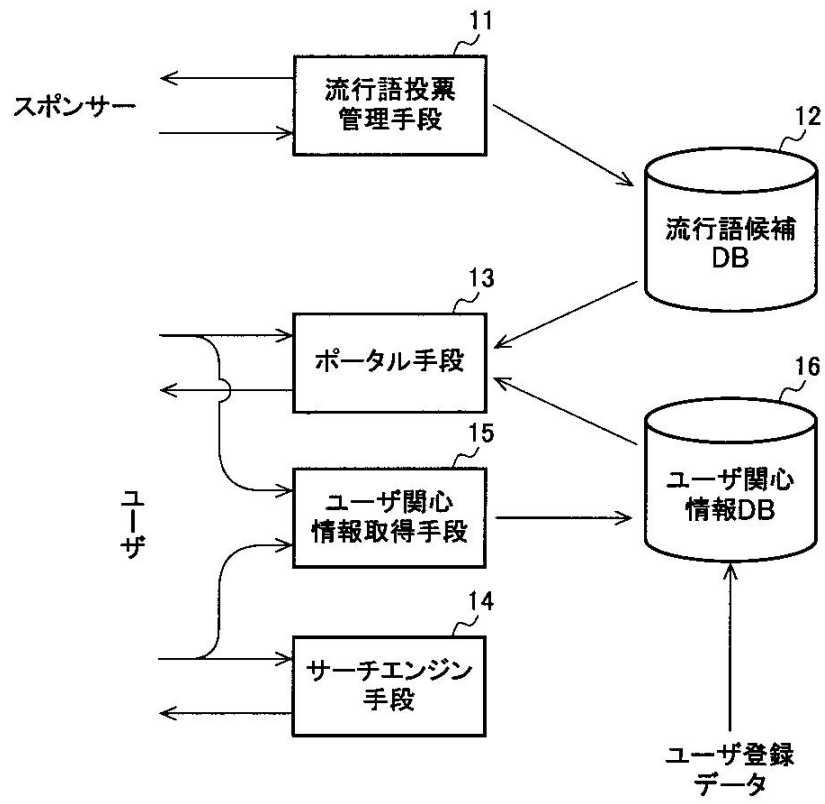 11
流行語投票
管理手段
スポンサー
12
流行語候補
DB
13
ポータル手段
16
ユーザ関心
情報DB
15
ユーザ関心
情報取得手段
ユーザ
14
サーチエンジン
手段
ユーザ登録
データ